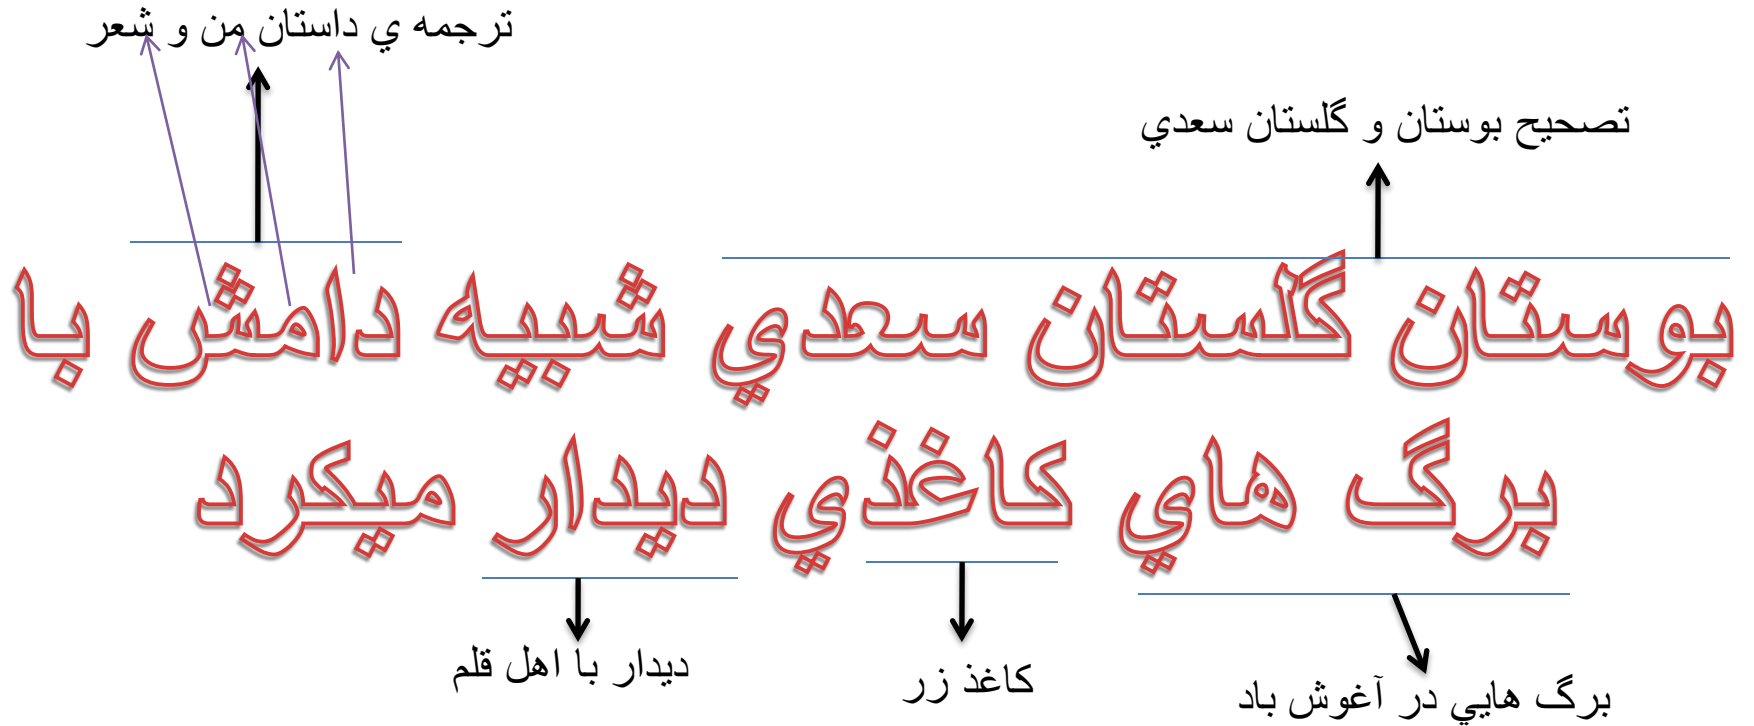 ترجمه ي داستان من و شعر
تصحيح بوستان و گلستان سعدي
بوستان گلستان سعدي شبيه دامش با
برگ هاي كاغذي ديدار ميكرد
ديدار با اهل قلم
كاغذ زر
برگ هايي در آغوش باد